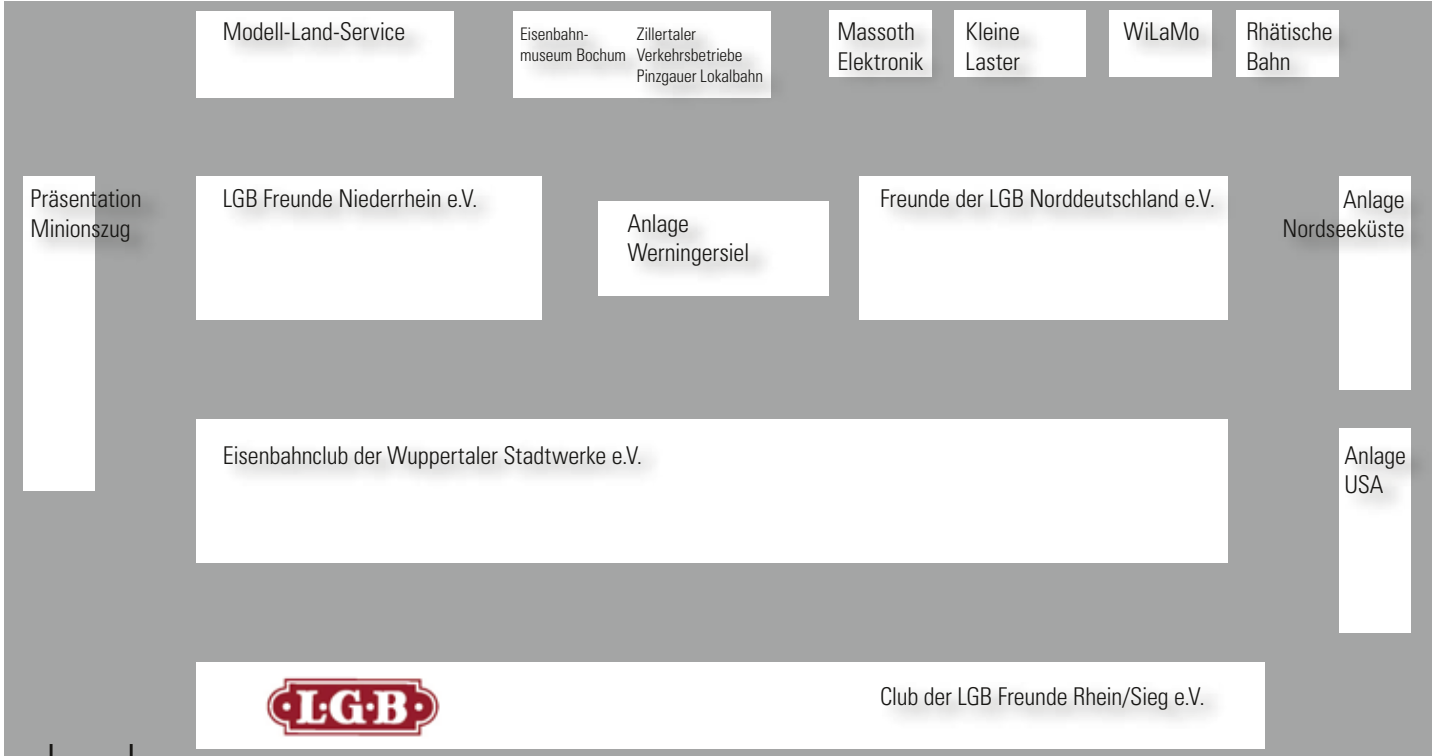 Modell-Land-Service
Eisenbahn-
museum Bochum
Zillertaler
Verkehrsbetriebe
Pinzgauer Lokalbahn
Massoth
Elektronik
Kleine
Laster
WiLaMo
Rhätische
Bahn
Präsentation
Minionszug
LGB Freunde Niederrhein e.V.
Anlage
Werningersiel
Freunde der LGB Norddeutschland e.V.
Anlage
Nordseeküste
Eisenbahnclub der Wuppertaler Stadtwerke e.V.
Anlage
USA
L·G·B
Club der LGB Freunde Rhein/Sieg e.V.